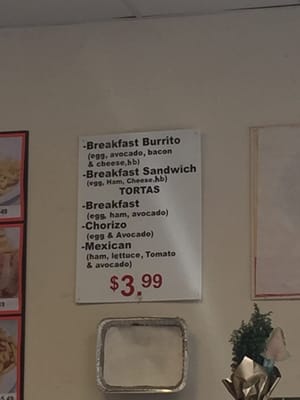 -Breakfast Burrito
(egg, avocado, bacon
& cheese,hb)
-Breakfast Sandwich
(egg, Ham, Cheese,hb)
TORTAS
-Breakfast
(egg, ham, avocado)
-Chorizo
(egg & Avocado)
-Mexican
(ham, lettuce, Tomato
& avocado)
$3.99